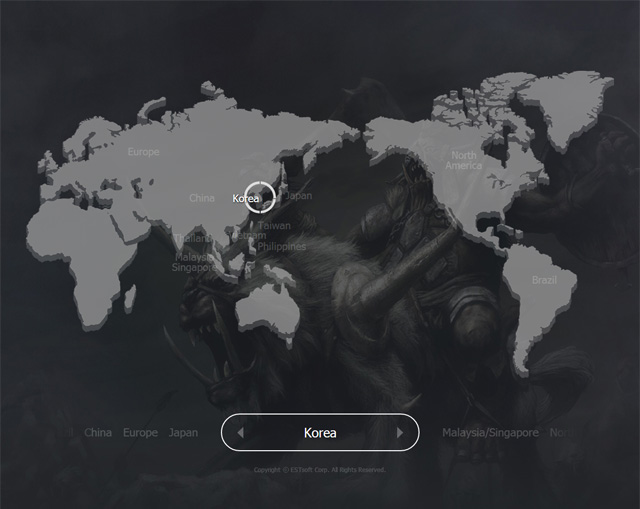 Europe
North
America
China
Korea
Japan
Taiwan
Vietnam
Thailand
Philippines
Malaysia
Singapore
Brazil
China Europe Japan Korea Malaysia/Singapore No
Copyright ⓒ ESTsoft Corp. All Rights Reserved.